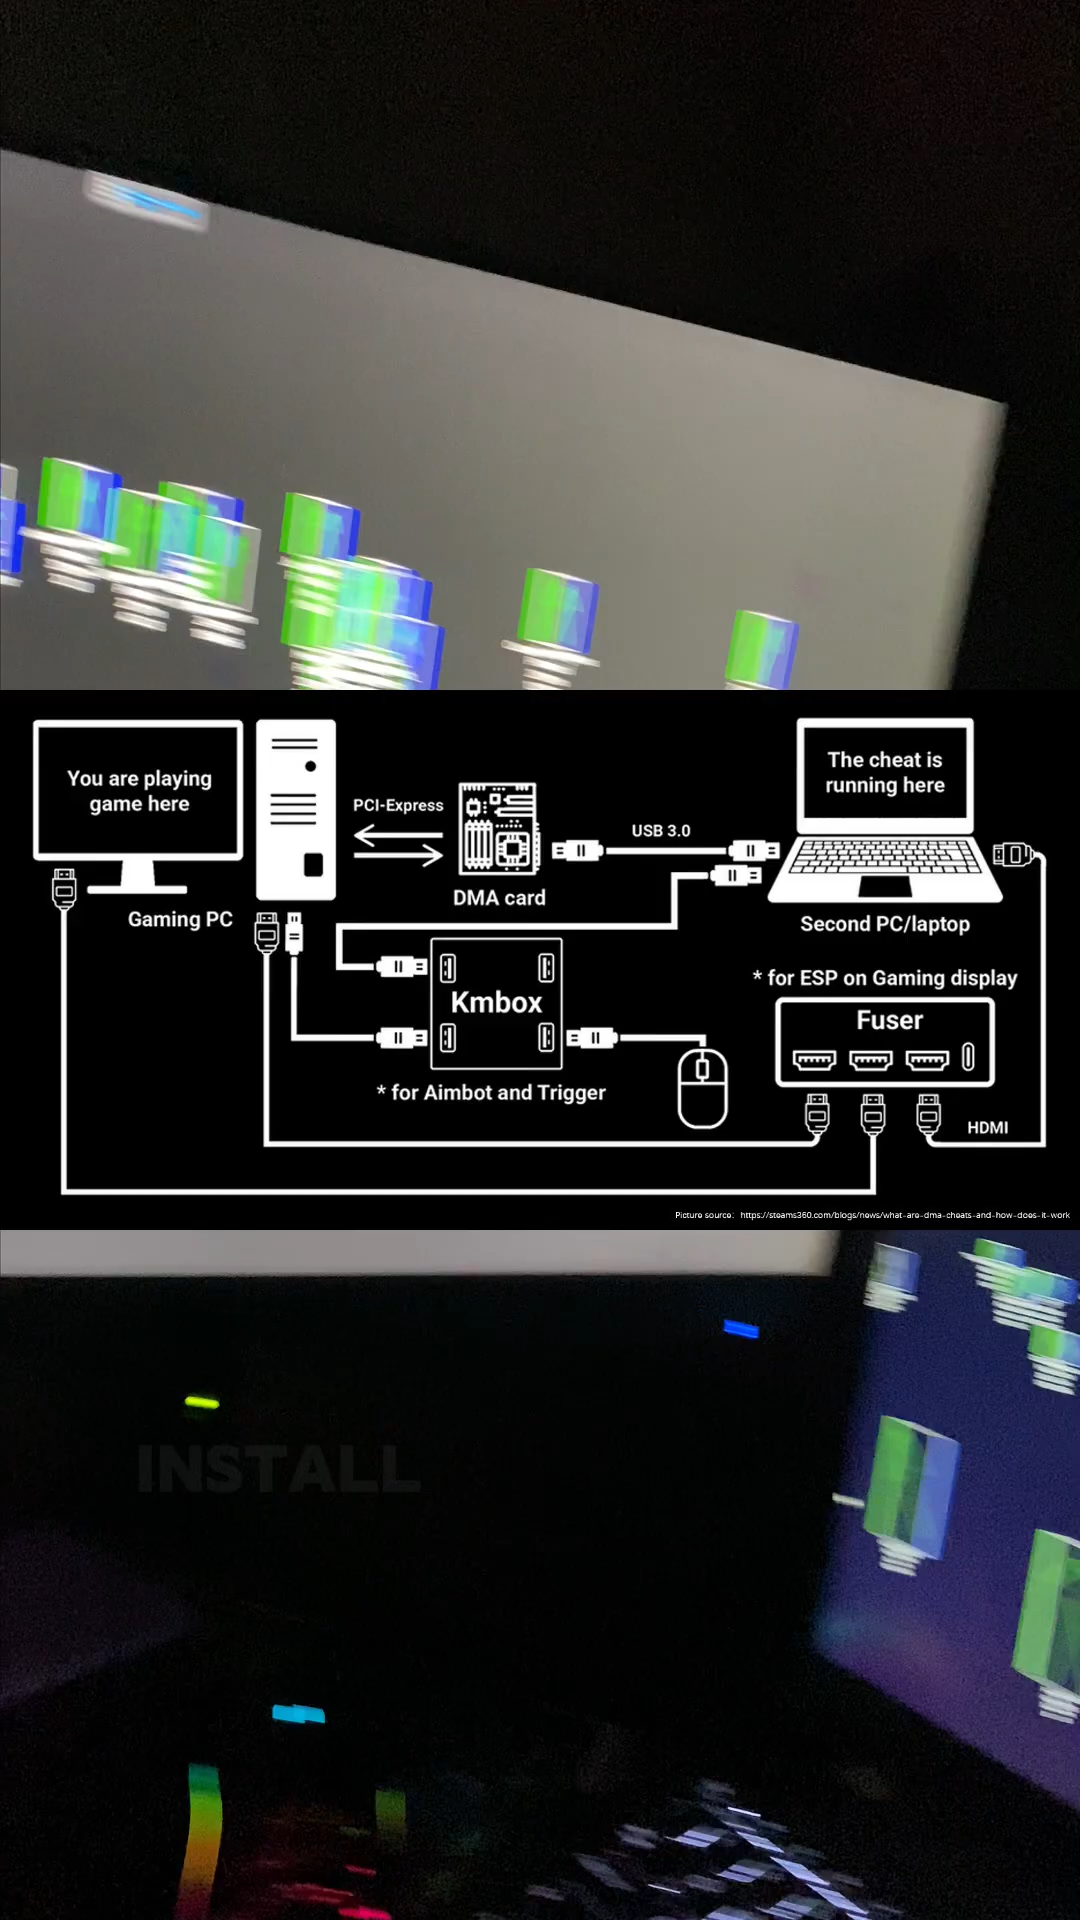 You are playing
game here
Gaming PC
PCI-Express
DMA card
USB 3.0
The cheat is
running here
Second PC/laptop
* for ESP on Gaming display
Kmbox
* for Aimbot and Trigger
Fuser
HDMI
Picture source: https://steams360.com/blogs/news/what-are-dma-cheats-and-how-does-it-work
INSTALL